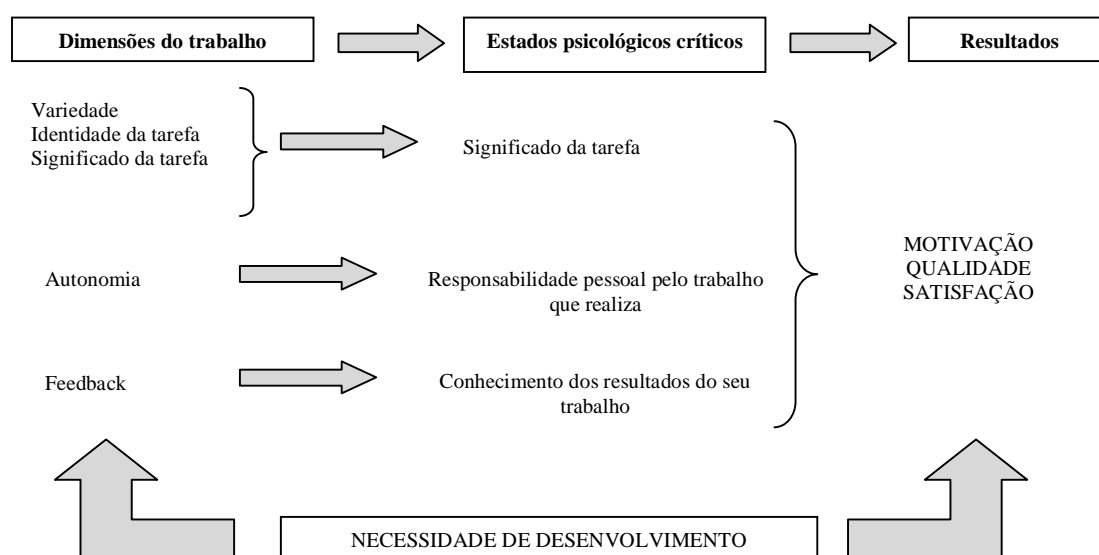 Dimensões do trabalho
Estados psicológicos críticos
Resultados
Variedade
Identidade da tarefa
Significado da tarefa
Significado da tarefa
Autonomia
Responsabilidade pessoal pelo trabalho
que realiza
Feedback
Conhecimento dos resultados do seu
trabalho
MOTIVAÇÃO
QUALIDADE
SATISFAÇÃO
NECESSIDADE DE DESENVOLVIMENTO